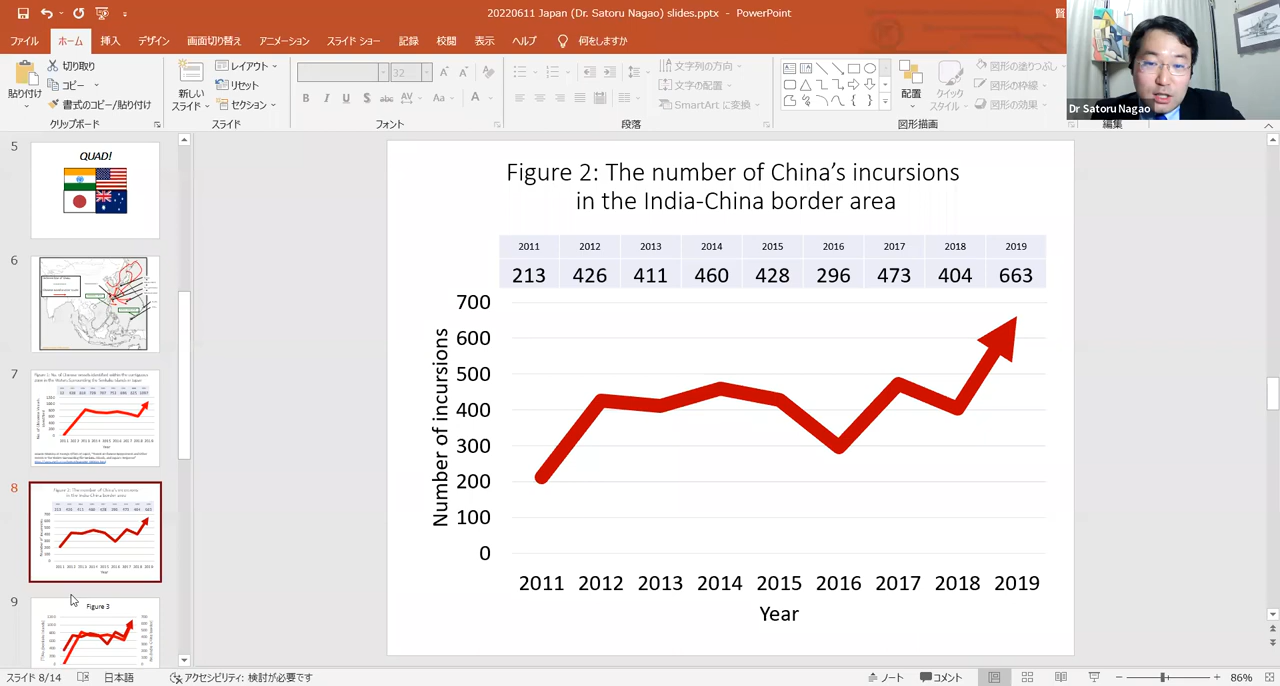 20220611 Japan (Dr. Satoru Nagao) slides.pptx - PowerPoint
賢
ファイル ホーム 挿入 デザイン 画面切り替え アニメーション スライド ショー 記録 校閲 表示 ヘルプ 何をしますか
貼り付け
切り取り
コピー
書式のコピー/貼り付け
クリップボード
新しい
スライド
レイアウト
リセット
セクション
スライド
32
B I U S abc AV Aa A
フォント
文字列の方向
文字の配置
SmartArt に変換
段落
配置
クイック
スタイル
図形の塗りつぶし
図形の枠線
図形の効果
図形描画
編集
Dr Satoru Nagao
5
QUAD!
6
7
8
9
Figure 3
Figure 2: The number of China's incursions
in the India-China border area
2011 2012 2013 2014 2015 2016 2017 2018 2019
213 426 411 460 428 296 473 404 663
Number of incursions
700
600
500
400
300
200
100
0
2011 2012 2013 2014 2015 2016 2017 2018 2019
Year
スライド 8/14 日本語 アクセシビリティ: 検討が必要です ノート コメント 86%